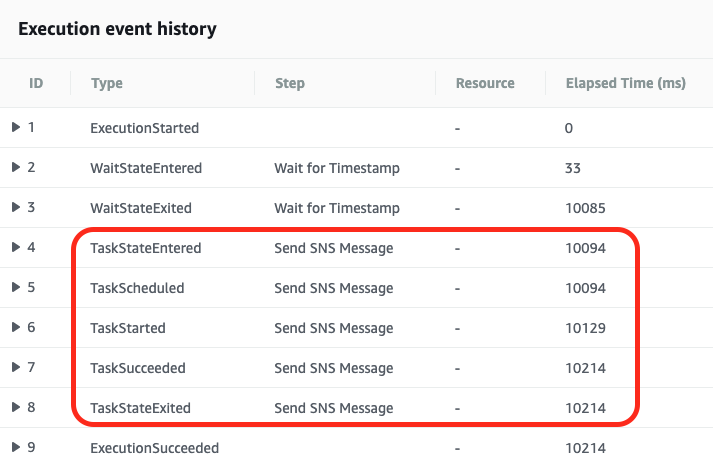 Execution event history
ID Type Step Resource Elapsed Time (ms)
1 ExecutionStarted - 0
2 WaitStateEntered Wait for Timestamp - 33
3 WaitStateExited Wait for Timestamp - 10085
4 TaskStateEntered Send SNS Message - 10094
5 TaskScheduled Send SNS Message - 10094
6 TaskStarted Send SNS Message - 10129
7 TaskSucceeded Send SNS Message - 10214
8 TaskStateExited Send SNS Message - 10214
9 ExecutionSucceeded - 10214